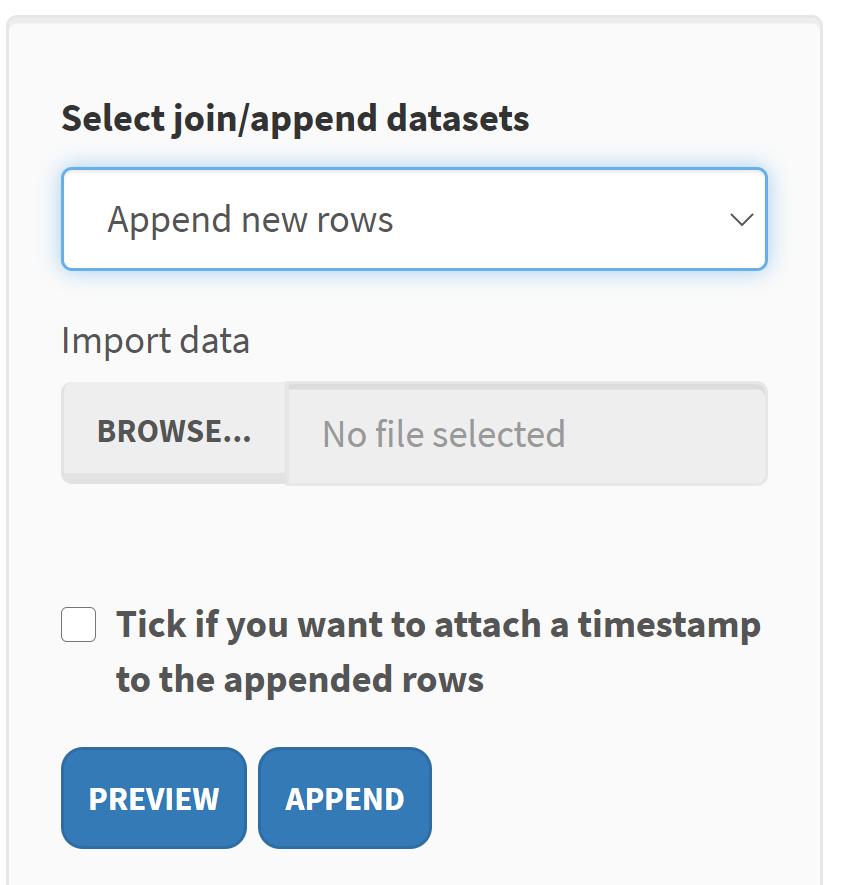 Select join/append datasets
Append new rows
Import data
BROWSE...
No file selected
Tick if you want to attach a timestamp
to the appended rows
PREVIEW
APPEND